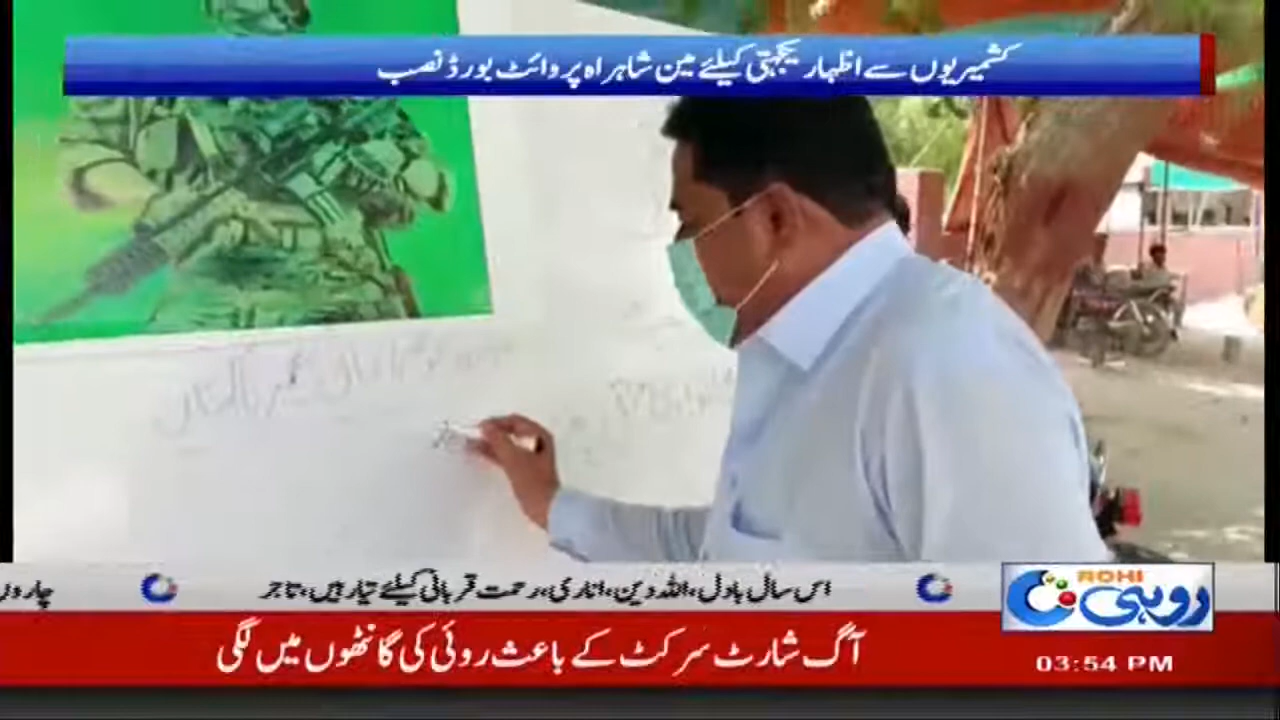 کشمیریوں سے اظہار یکجہتی کیلئے مین شاہراہ پر وائٹ بورڈ نصب
اس سال بادل، اللہ دین، اناری، رحمت قربانی کیلئے تیار ہیں، تاجر
ROHI
روہی
آگ شارٹ سرکٹ کے باعث روئی کی گانٹھوں میں لگی
03:54 PM